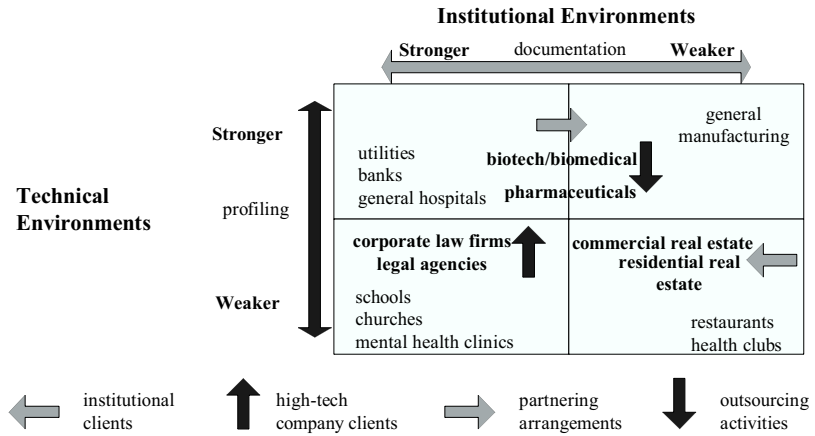 Institutional Environments
Stronger documentation Weaker
Technical
Environments
Stronger
profiling
Weaker
utilities
banks
general hospitals
biotech/biomedical
pharmaceuticals
general
manufacturing
corporate law firms
legal agencies
schools
churches
mental health clinics
commercial real estate
residential real
estate
restaurants
health clubs
institutional
clients
high-tech
company clients
partnering
arrangements
outsourcing
activities